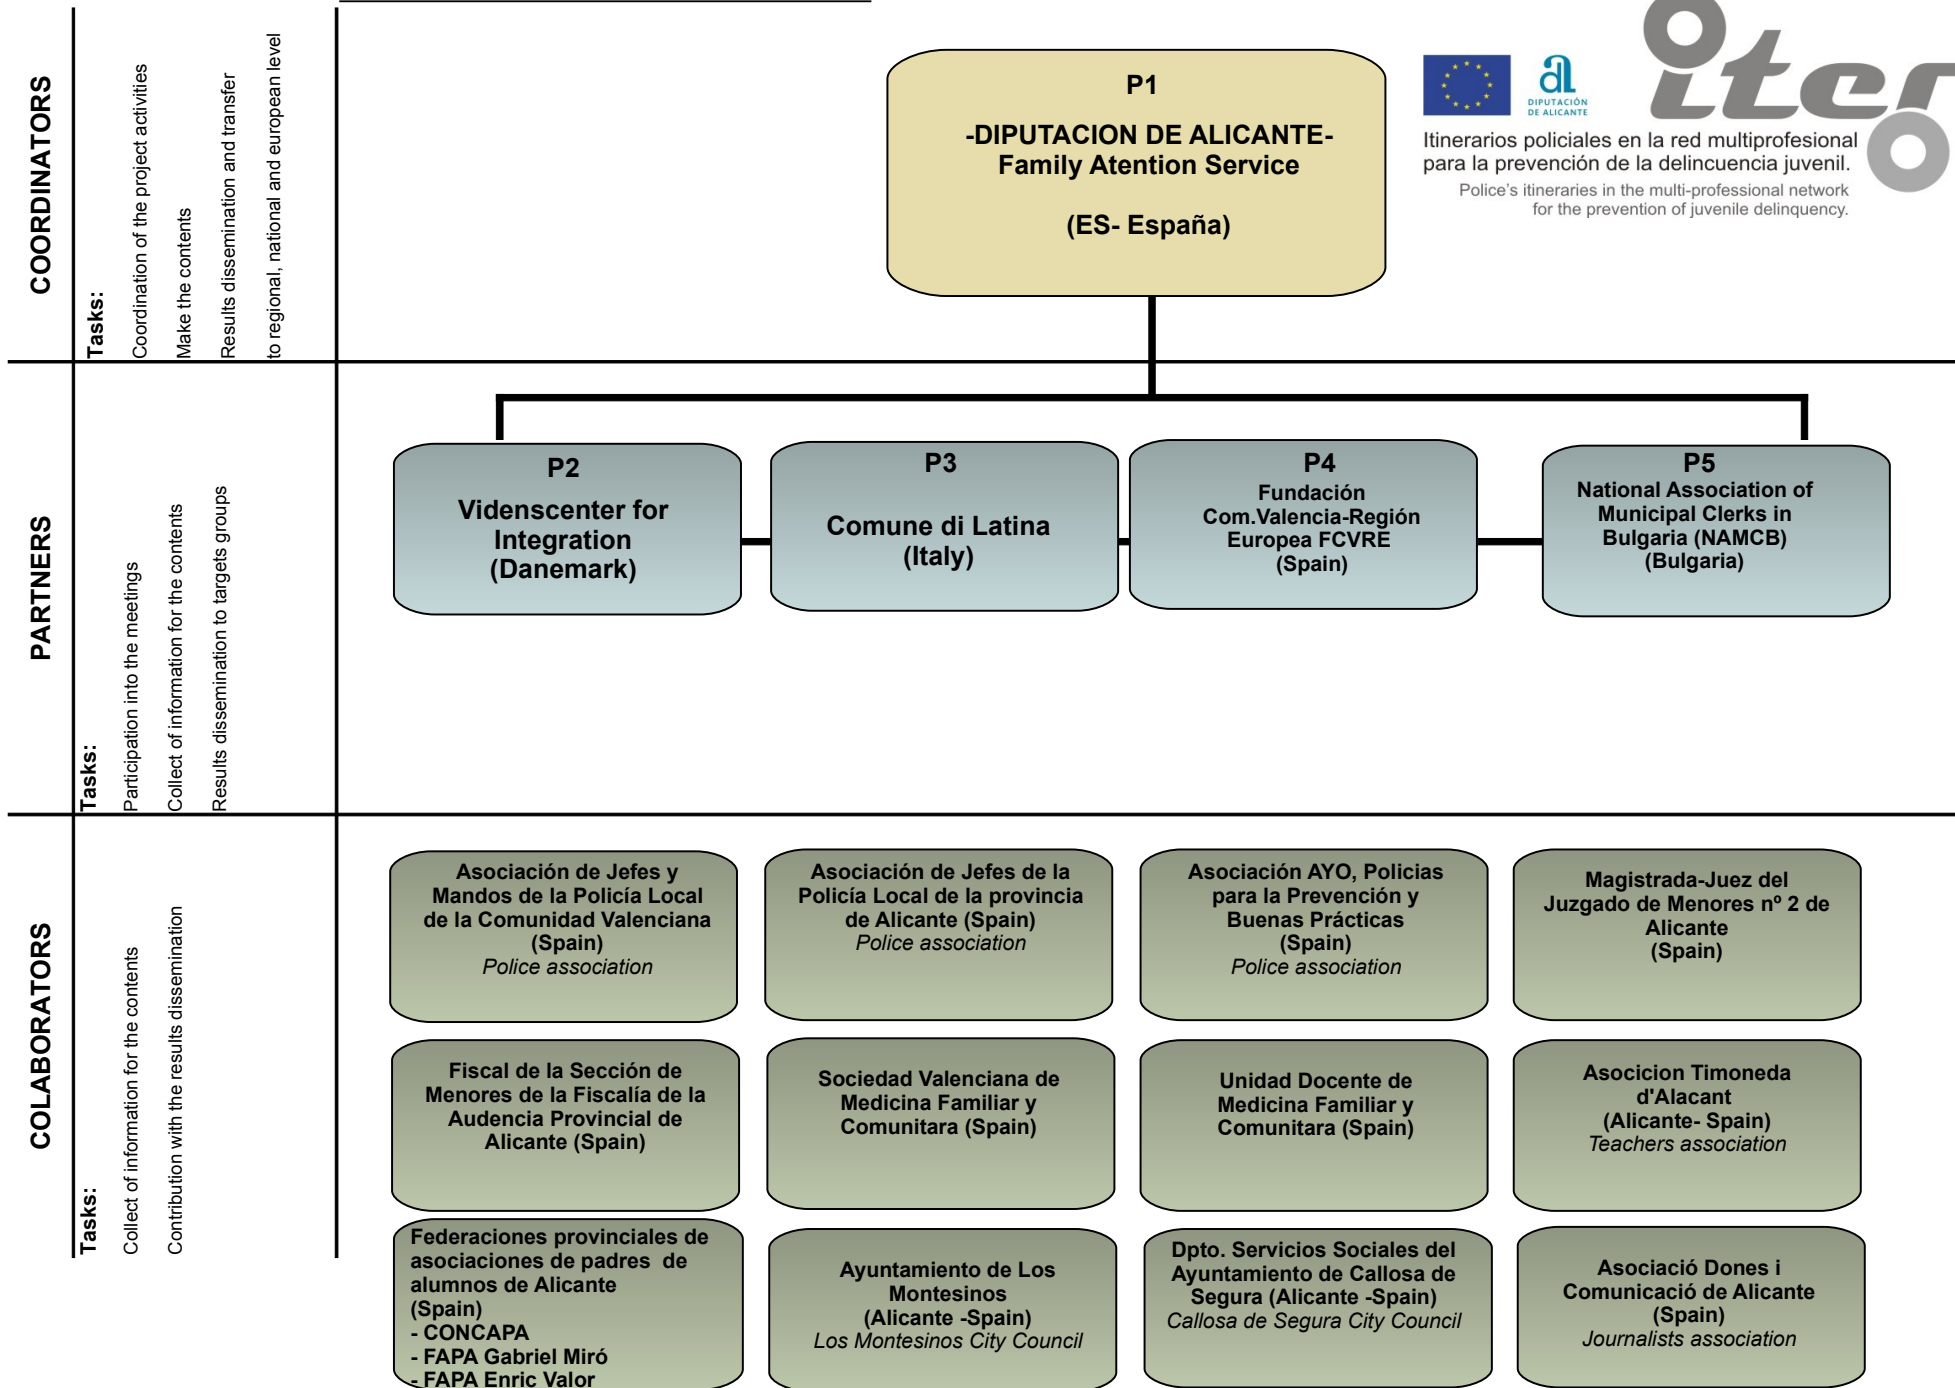 COORDINATORS
Tasks:
Coordination of the project activities
Make the contents
Results dissemination and transfer
to regional, national and european level
P1
-DIPUTACION DE ALICANTE-
Family Atention Service
(ES- España)
al
DIPUTACIÓN
DE ALICANTE
iter
Itinerarios policiales en la red multiprofesional
para la prevención de la delincuencia juvenil.
Police's itineraries in the multi-professional network
for the prevention of juvenile delinquency.
PARTNERS
Tasks:
Participation into the meetings
Collect of information for the contents
Results dissemination to targets groups
P2
Videnscenter for
Integration
(Danemark)
P3
Comune di Latina
(Italy)
P4
Fundación
Com.Valencia-Región
Europea FCVRE
(Spain)
P5
National Association of
Municipal Clerks in
Bulgaria (NAMCB)
(Bulgaria)
COLABORATORS
Tasks:
Collect of information for the contents
Contribution with the results dissemination
Asociación de Jefes y
Mandos de la Policía Local
de la Comunidad Valenciana
(Spain)
Police association
Asociación de Jefes de la
Policía Local de la provincia
de Alicante (Spain)
Police association
Asociación AYO, Policias
para la Prevención y
Buenas Prácticas
(Spain)
Police association
Magistrada-Juez del
Juzgado de Menores nº 2 de
Alicante
(Spain)
Fiscal de la Sección de
Menores de la Fiscalía de la
Audencia Provincial de
Alicante (Spain)
Sociedad Valenciana de
Medicina Familiar y
Comunitara (Spain)
Unidad Docente de
Medicina Familiar y
Comunitara (Spain)
Asocicion Timoneda
d'Alacant
(Alicante- Spain)
Teachers association
Federaciones provinciales de
asociaciones de padres de
alumnos de Alicante
(Spain)
- CONCAPA
- FAPA Gabriel Miró
- FAPA Enric Valor
Ayuntamiento de Los
Montesinos
(Alicante -Spain)
Los Montesinos City Council
Dpto. Servicios Sociales del
Ayuntamiento de Callosa de
Segura (Alicante -Spain)
Callosa de Segura City Council
Asociació Dones i
Comunicació de Alicante
(Spain)
Journalists association